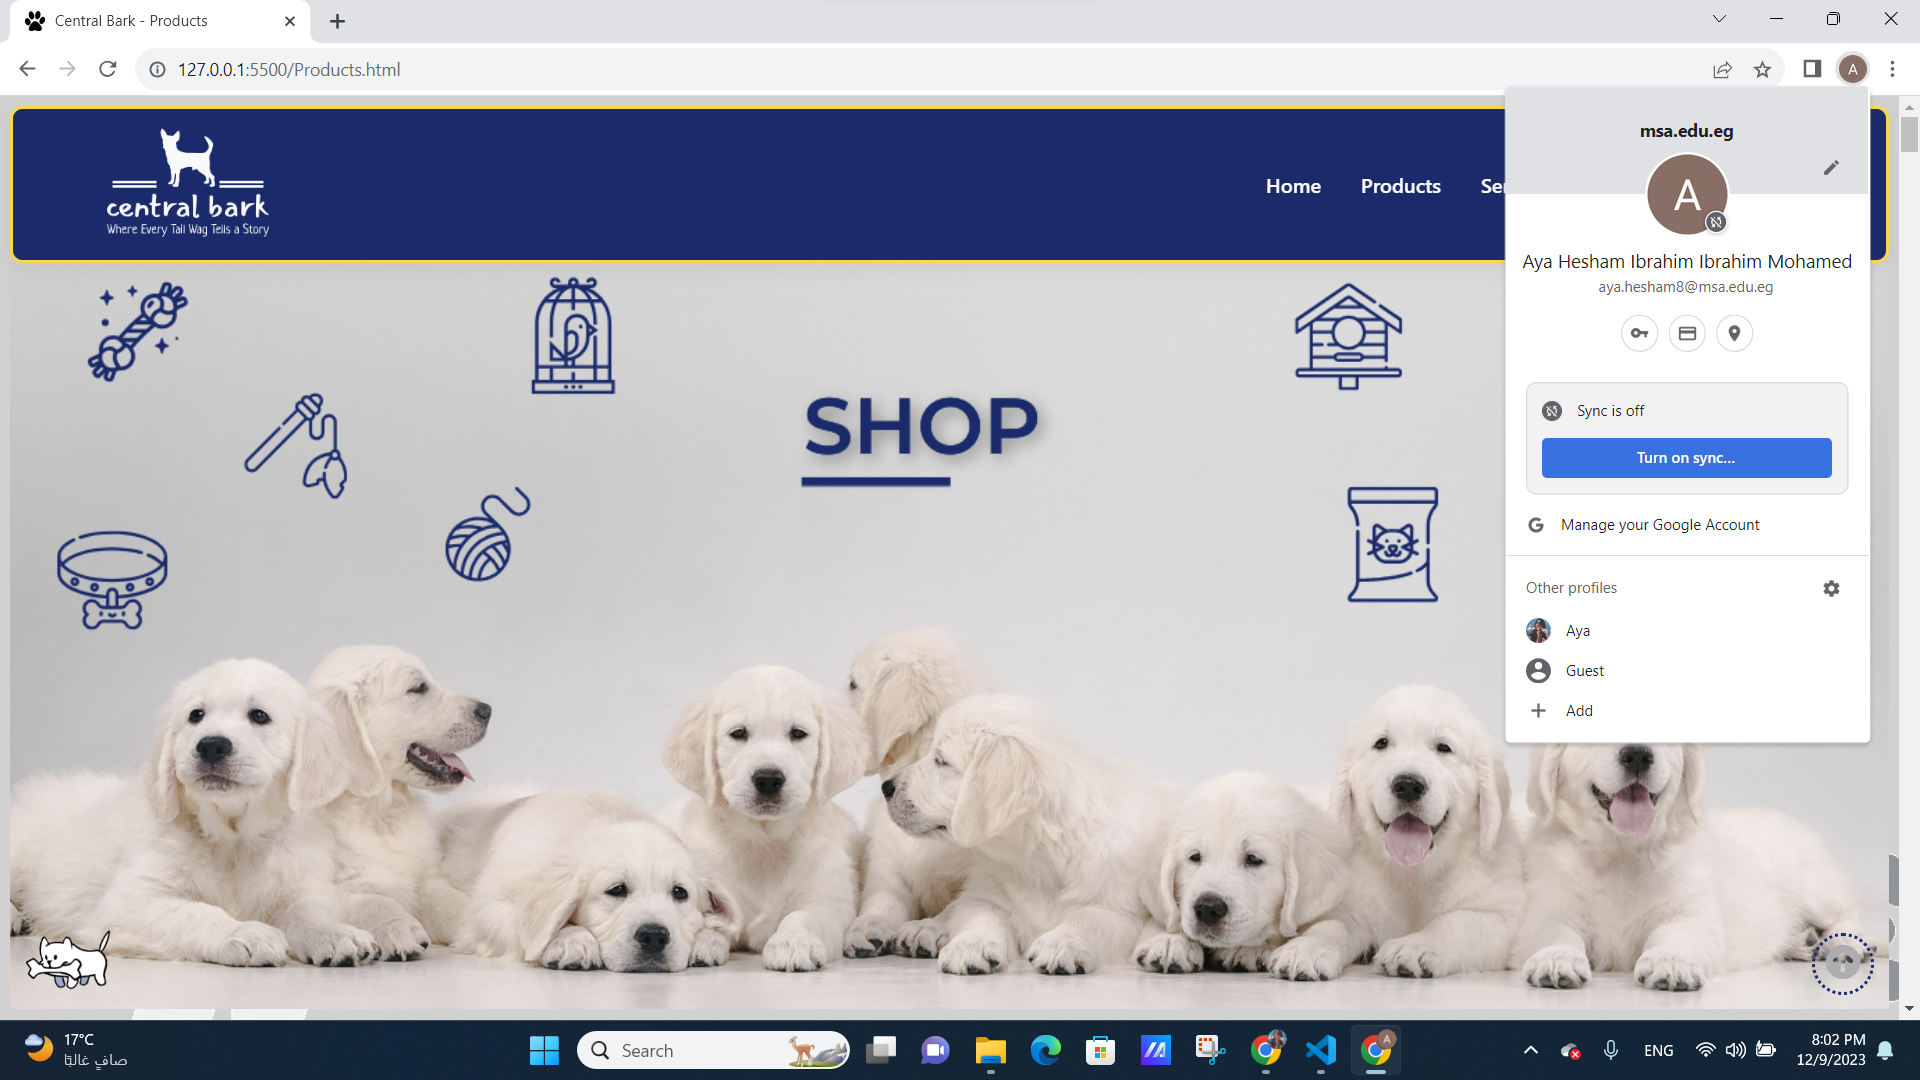 Central Bark - Products
127.0.0.1:5500/Products.html
A
central bark
Where Every Tail Wag Tells a Story
Home
Products
Ser
SHOP
msa.edu.eg
A
Aya Hesham Ibrahim Ibrahim Mohamed
aya.hesham8@msa.edu.eg
Sync is off
Turn on sync...
G
Manage your Google Account
Other profiles
Aya
Guest
Add
17°C
صافٍ غالبًا
Search
A
ENG
8:02 PM
12/9/2023